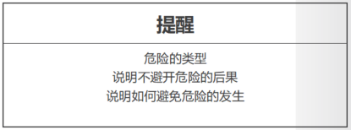 提醒
危险的类型
说明不避开危险的后果
说明如何避免危险的发生